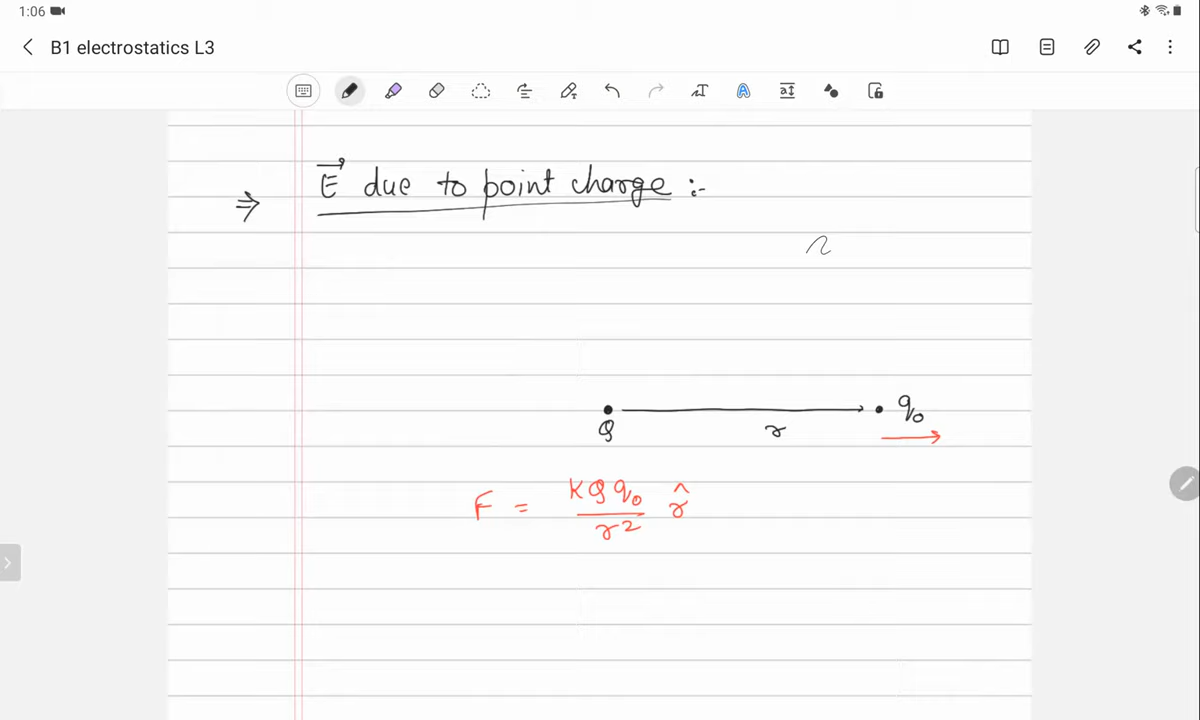 1:06
B1 electrostatics L3
⇒ E⃗ due to point charge :-
Q r q₀
F = kQq₀/r² r̂